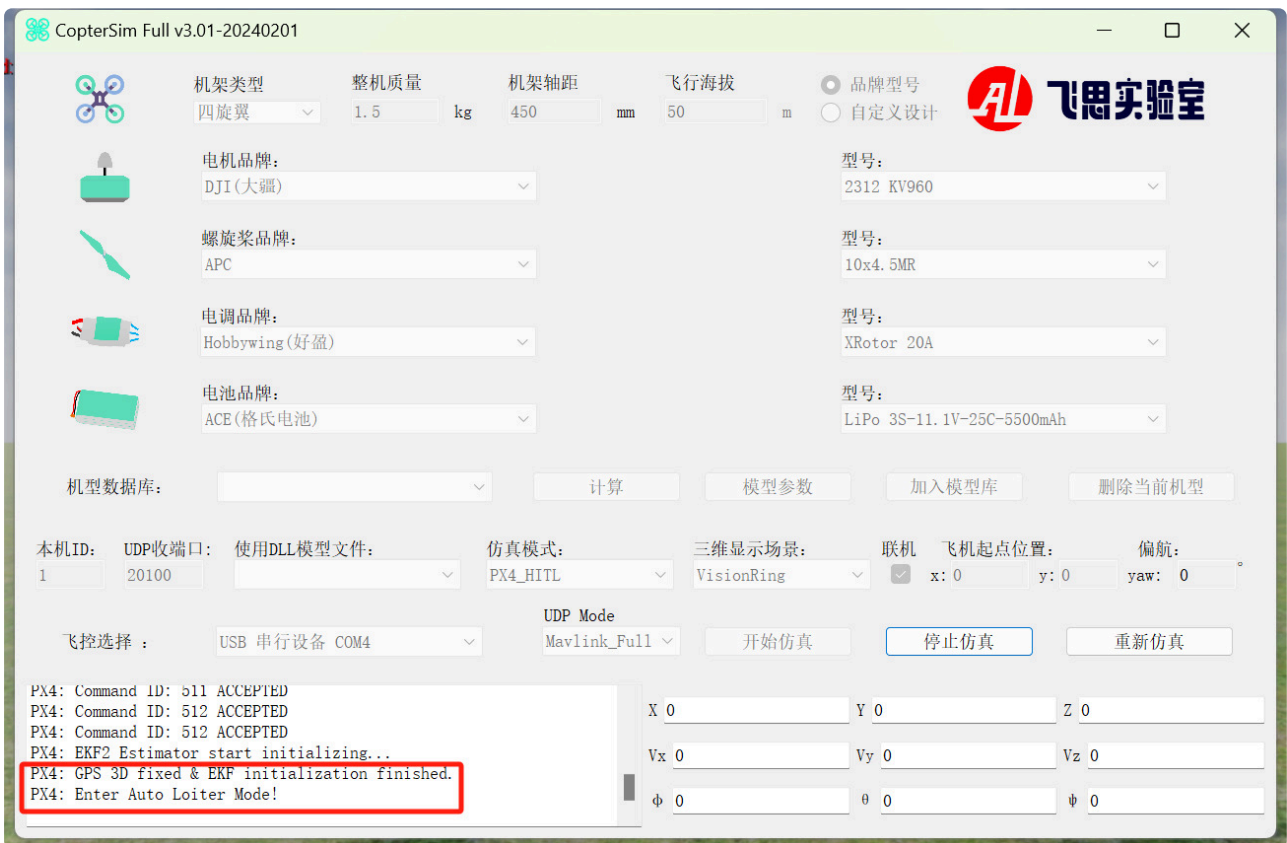 CopterSim Full v3.01-20240201
机架类型 整机质量 机架轴距 飞行海拔 品牌型号
四旋翼 1.5 kg 450 mm 50 m 自定义设计
飞思实验室
电机品牌： 型号：
DJI(大疆) 2312 KV960
螺旋桨品牌： 型号：
APC 10x4.5MR
电调品牌： 型号：
Hobbywing(好盈) XRotor 20A
电池品牌： 型号：
ACE(格氏电池) LiPo 3S-11.1V-25C-5500mAh
机型数据库： 计算 模型参数 加入模型库 删除当前机型
本机ID： UDP收端口： 使用DLL模型文件： 仿真模式： 三维显示场景： 联机 飞机起点位置： 偏航：
1 20100 PX4_HITL VisionRing x: 0 y: 0 yaw: 0 °
UDP Mode
飞控选择 ： USB 串行设备 COM4 Mavlink_Full 开始仿真 停止仿真 重新仿真
PX4: Command ID: 511 ACCEPTED
PX4: Command ID: 512 ACCEPTED
PX4: Command ID: 512 ACCEPTED
PX4: EKF2 Estimator start initializing...
PX4: GPS 3D fixed & EKF initialization finished.
PX4: Enter Auto Loiter Mode!
X 0 Y 0 Z 0
Vx 0 Vy 0 Vz 0
ϕ 0 θ 0 ψ 0